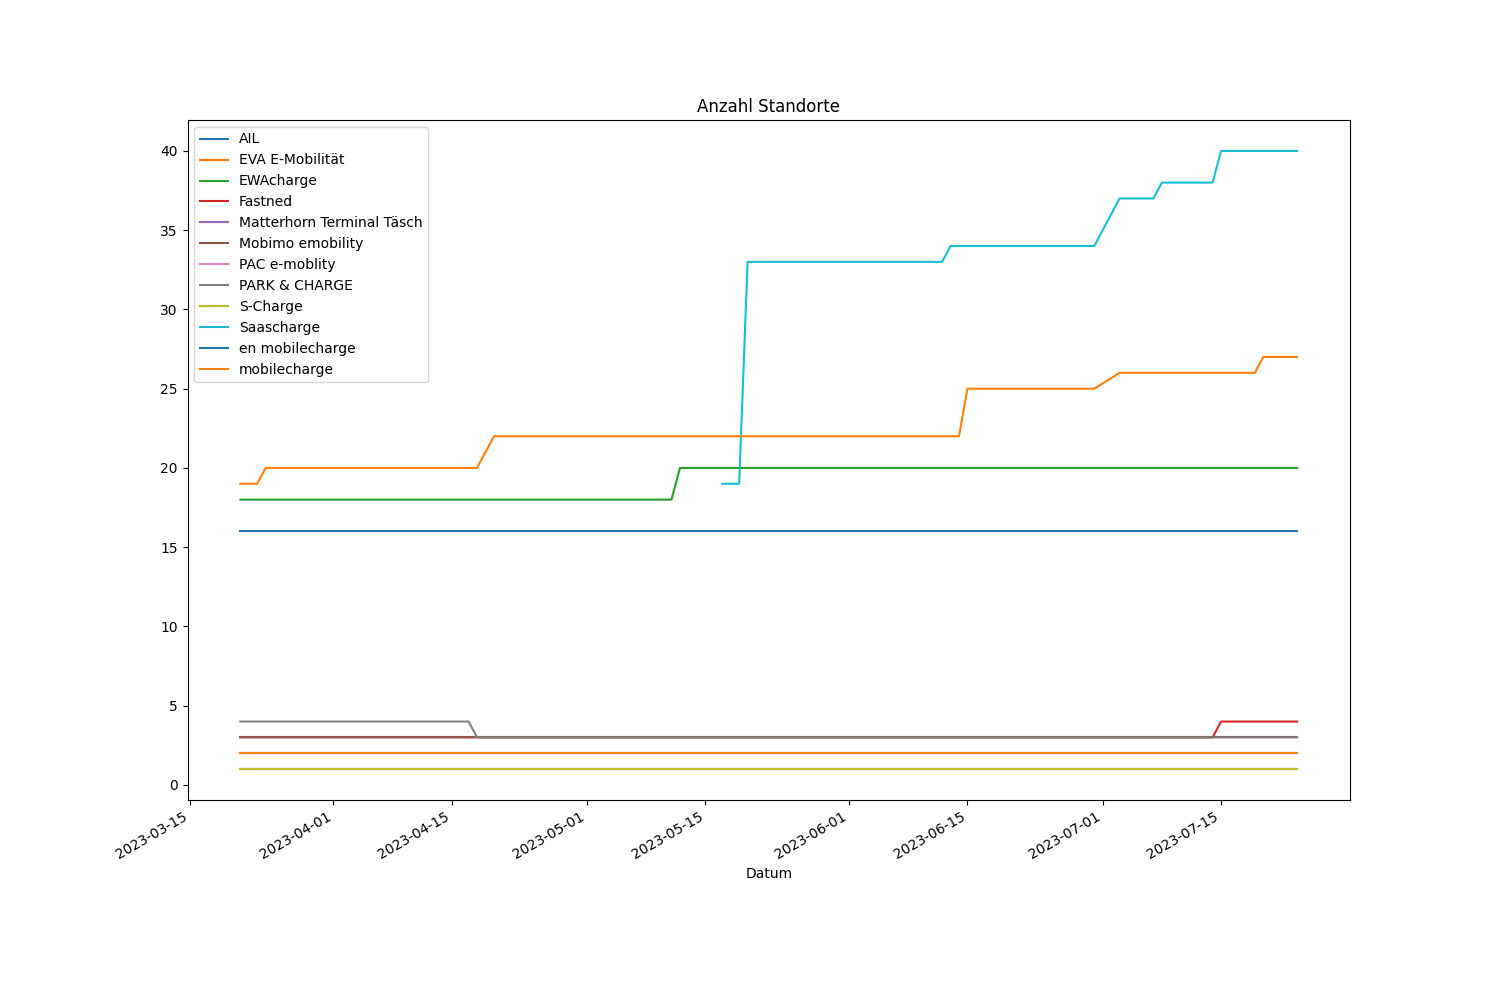 Anzahl Standorte
AIL
EVA E-Mobilität
EWAcharge
Fastned
Matterhorn Terminal Täsch
Mobimo emobility
PAC e-moblity
PARK & CHARGE
S-Charge
Saascharge
en mobilecharge
mobilecharge
40
35
30
25
20
15
10
5
0
2023-03-15
2023-04-01
2023-04-15
2023-05-01
2023-05-15
2023-06-01
2023-06-15
2023-07-01
2023-07-15
Datum